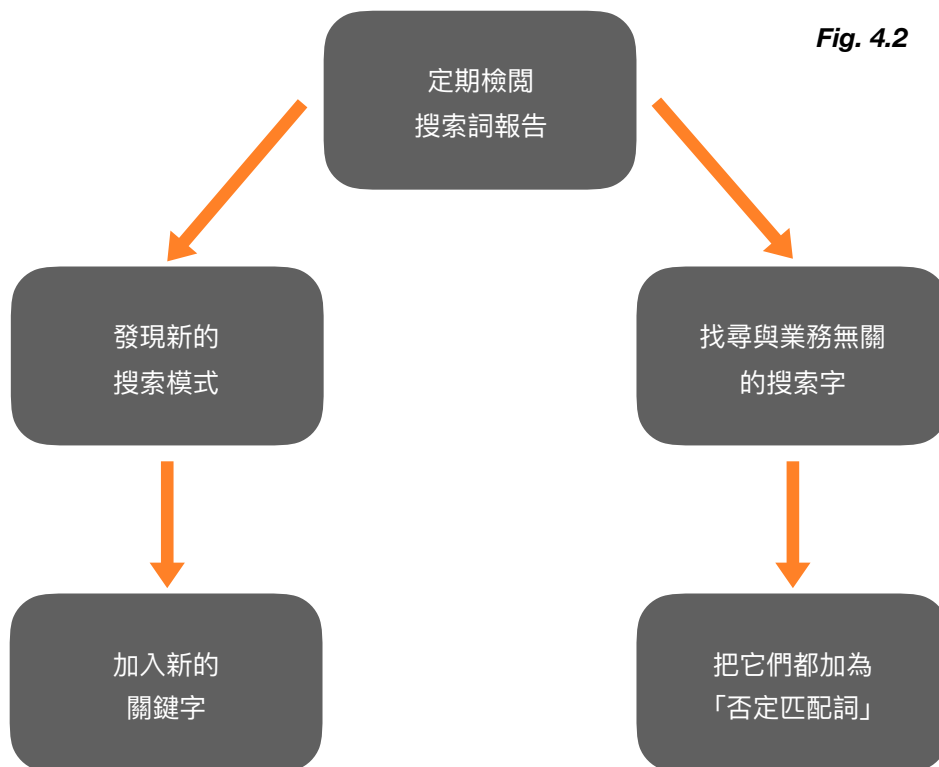 Fig. 4.2
定期檢閱
搜索詞報告
發現新的
搜索模式
找尋與業務無關
的搜索字
加入新的
關鍵字
把它們都加為
「否定匹配詞」